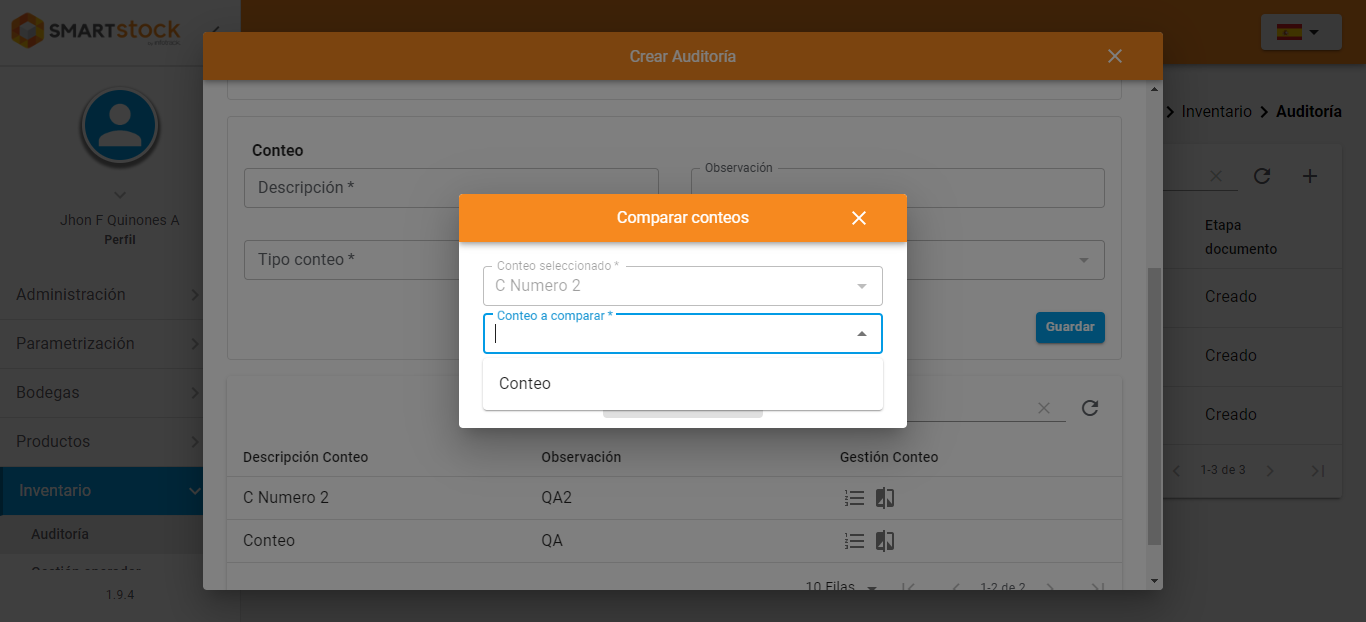 SMARTstock
Crear Auditoría
Inventario
Auditoría
Conteo
Descripción *
Observación
Jhon F Quinones A
Perfil
Tipo conteo *
Guardar
Comparar conteos
Conteo seleccionado *
C Numero 2
Conteo a comparar *
Conteo
Etapa
documento
Creado
Creado
Creado
1-3 de 3
Administración
Parametrización
Bodegas
Productos
Inventario
Auditoría
1.9.4
Descripción Conteo
Observación
Gestión Conteo
C Numero 2
QA2
Conteo
QA
10 Filas
1-2 de 2